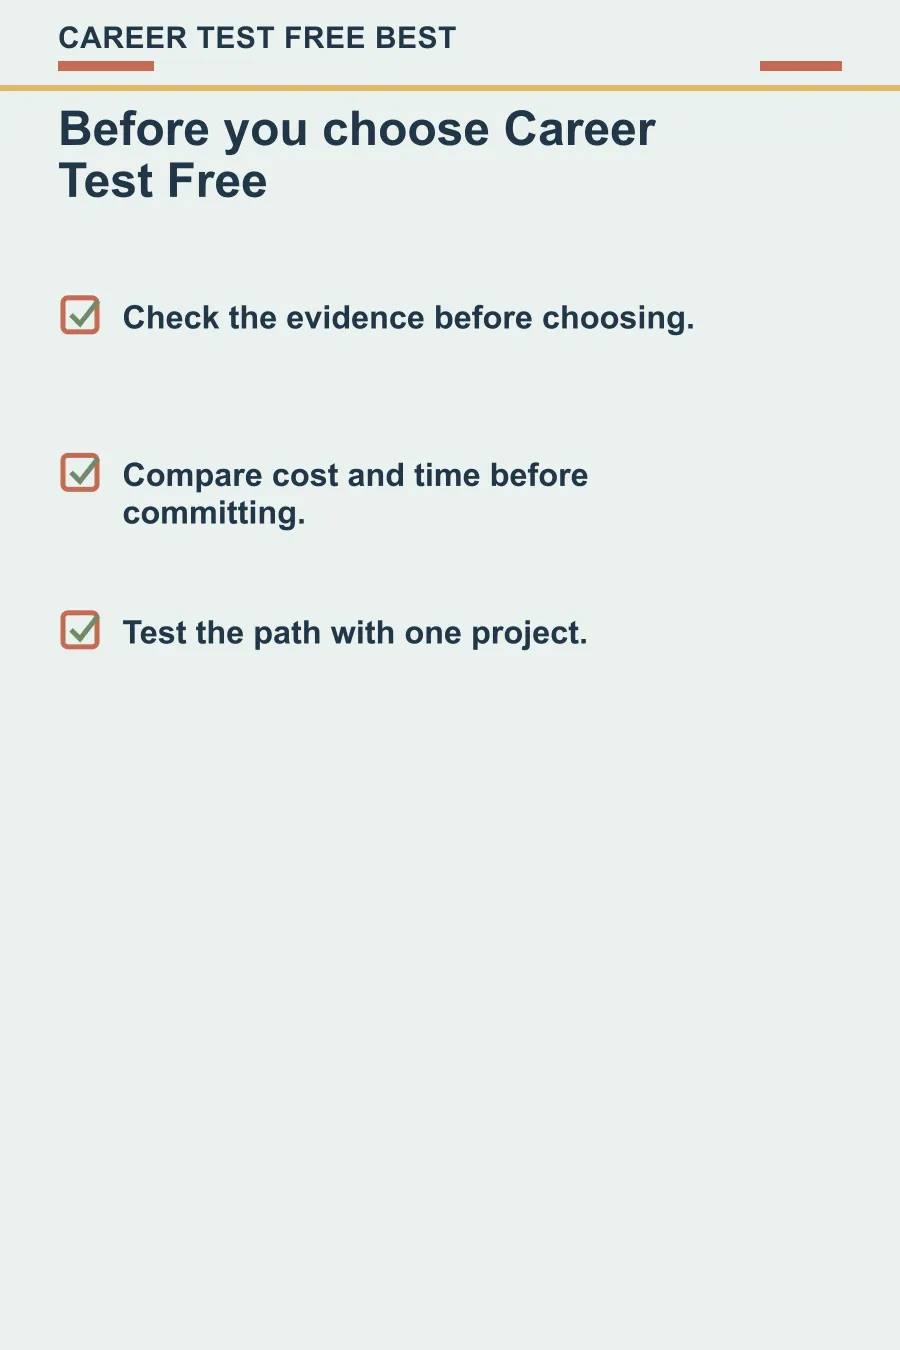 CAREER TEST FREE BEST
Before you choose Career
Test Free
Check the evidence before choosing.
Compare cost and time before
committing.
Test the path with one project.